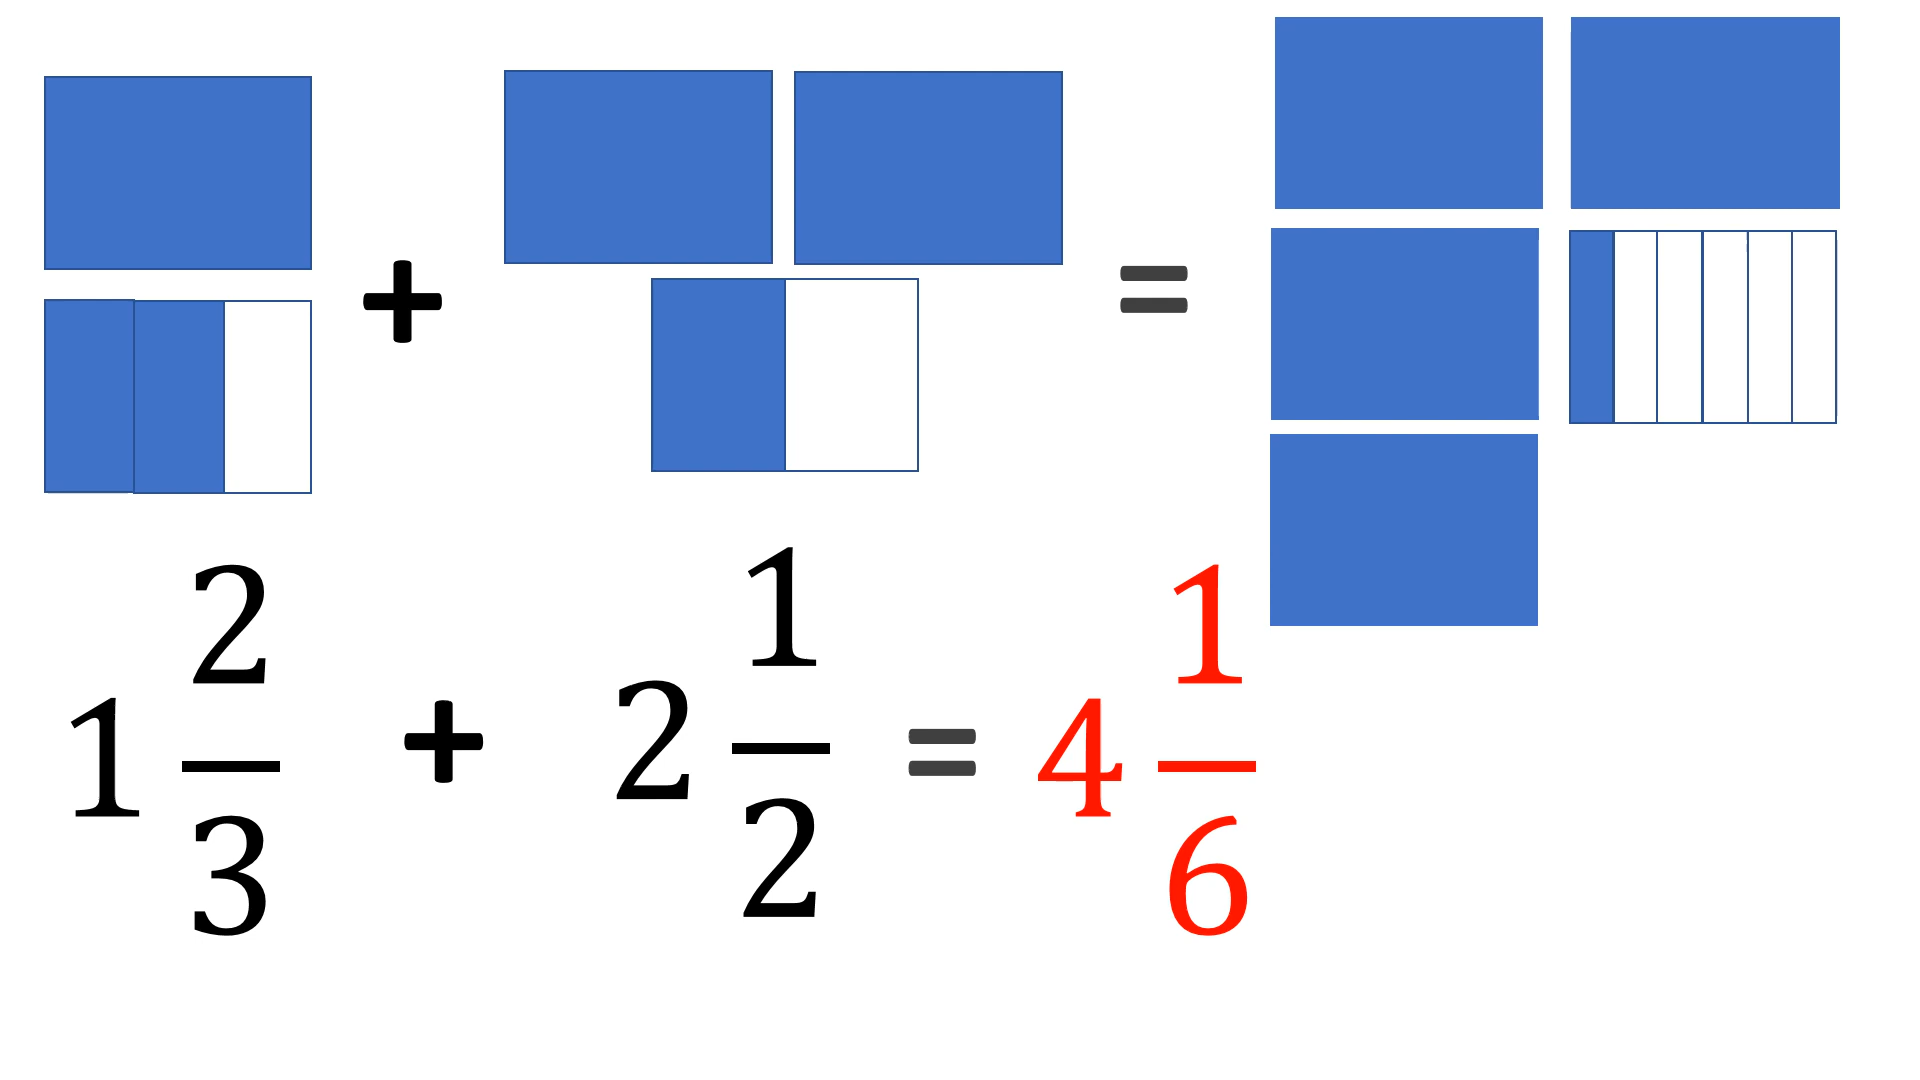 + =
1 2/3 + 2 1/2 = 4 1/6